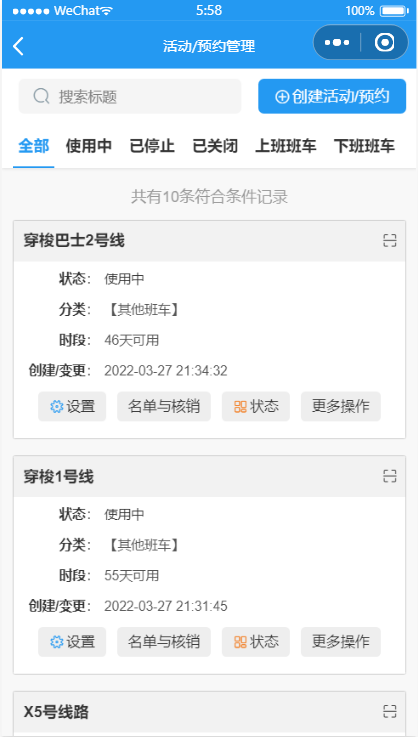 WeChat 5:58 100%
活动/预约管理
搜索标题 创建活动/预约
全部 使用中 已停止 已关闭 上班班车 下班班车
共有10条符合条件记录
穿梭巴士2号线
状态: 使用中
分类: 【其他班车】
时段: 46天可用
创建/变更: 2022-03-27 21:34:32
设置 名单与核销 状态 更多操作
穿梭1号线
状态: 使用中
分类: 【其他班车】
时段: 55天可用
创建/变更: 2022-03-27 21:31:45
设置 名单与核销 状态 更多操作
X5号线路